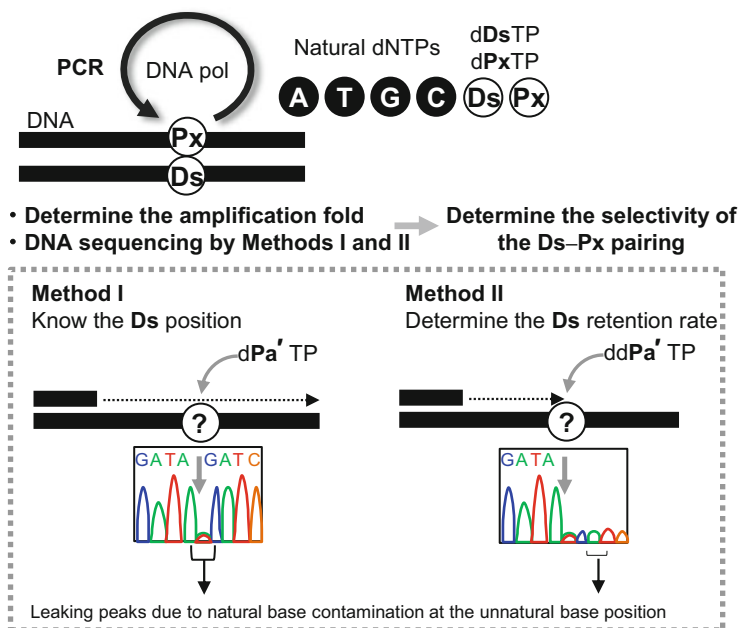 PCR
DNA pol
Natural dNTPs
dDsTP
dPxTP
A T G C Ds Px
DNA
Px
Ds
• Determine the amplification fold
• DNA sequencing by Methods I and II
Determine the selectivity of
the Ds–Px pairing
Method I
Know the Ds position
dPa′ TP
?
GATA GATC
Method II
Determine the Ds retention rate
ddPa′ TP
?
GATA
Leaking peaks due to natural base contamination at the unnatural base position